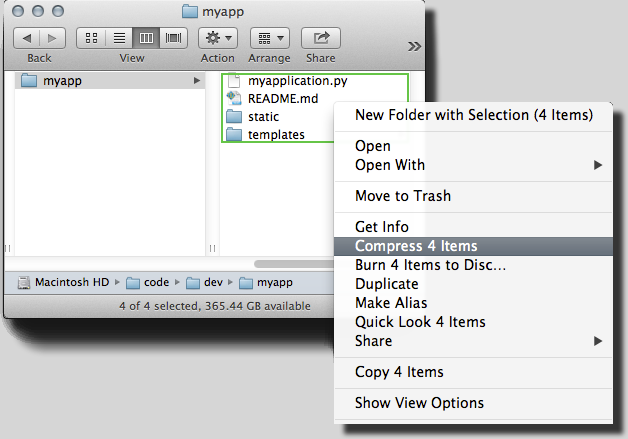 myapp
Back
View
Action
Arrange
Share
myapp
myapplication.py
README.md
static
templates
New Folder with Selection (4 Items)
Open
Open With
Move to Trash
Get Info
Compress 4 Items
Burn 4 Items to Disc...
Duplicate
Make Alias
Quick Look 4 Items
Share
Copy 4 Items
Show View Options
Macintosh HD code dev myapp
4 of 4 selected, 365.44 GB available